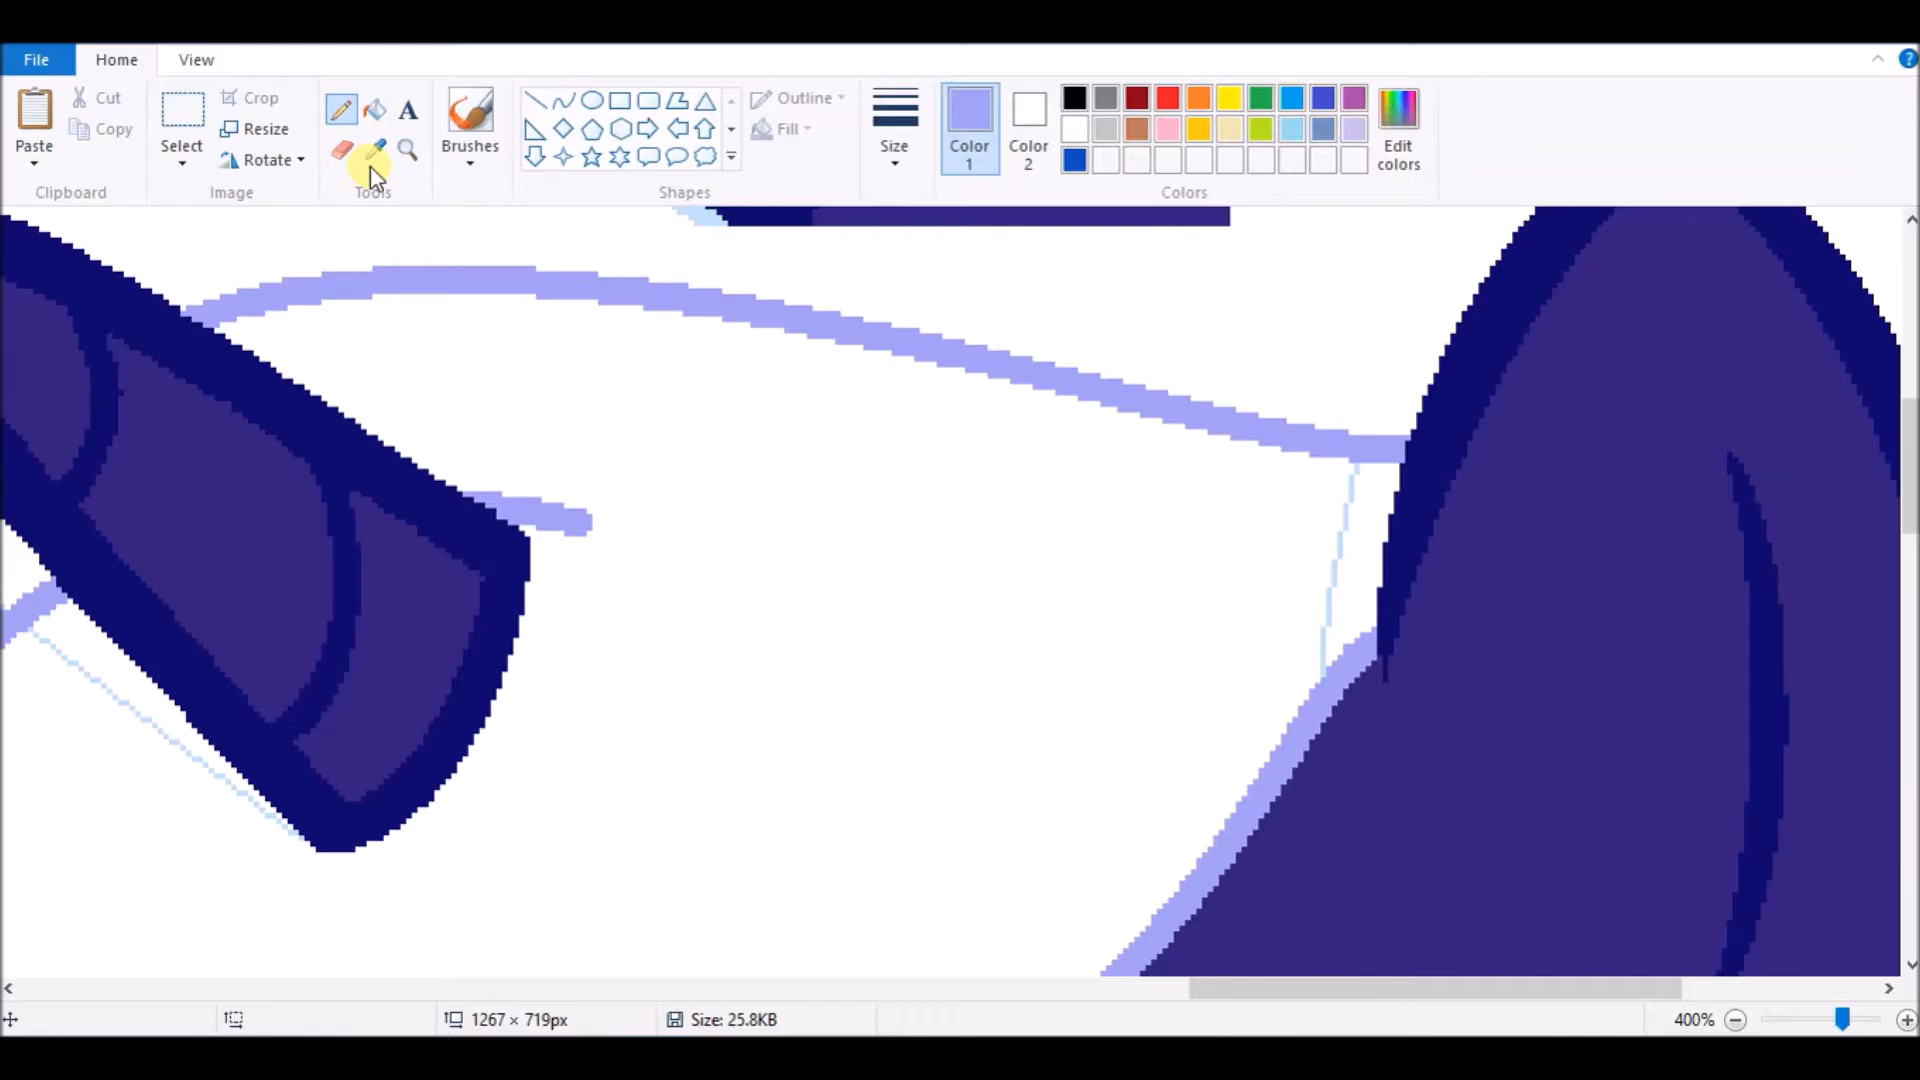 File Home View
Paste
Cut
Copy
Clipboard
Select
Crop
Resize
Rotate
Image
A
Tools
Brushes
Shapes
Outline
Fill
Size
Color 1
Color 2
Colors
Edit colors
?
1267 × 719px
Size: 25.8KB
400%